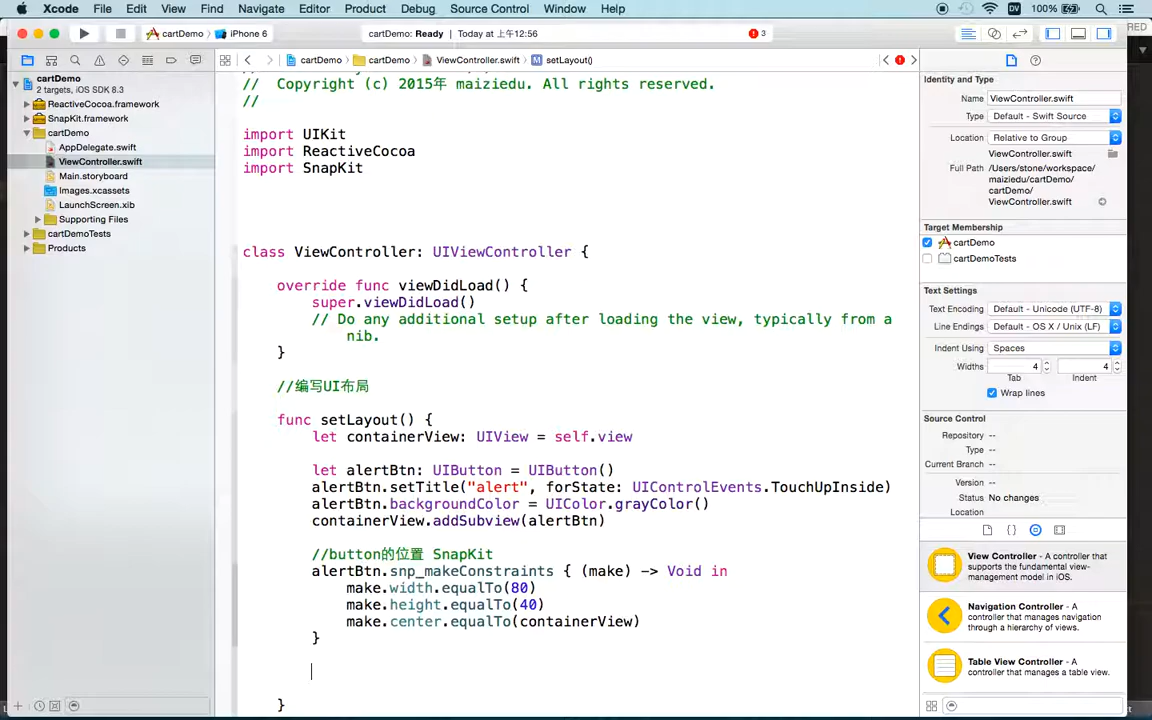 Xcode File Edit View Find Navigate Editor Product Debug Source Control Window Help DV 100%
cartDemo iPhone 6 cartDemo: Ready Today at 上午12:56 3
RED
cartDemo cartDemo ViewController.swift M setLayout()
cartDemo
2 targets, iOS SDK 8.3
ReactiveCocoa.framework
SnapKit.framework
cartDemo
AppDelegate.swift
ViewController.swift
Main.storyboard
Images.xcassets
LaunchScreen.xib
Supporting Files
cartDemoTests
Products
//  Copyright (c) 2015年 maiziedu. All rights reserved.
//
import UIKit
import ReactiveCocoa
import SnapKit
class ViewController: UIViewController {
override func viewDidLoad() {
super.viewDidLoad()
// Do any additional setup after loading the view, typically from a
nib.
}
//编写UI布局
func setLayout() {
let containerView: UIView = self.view
let alertBtn: UIButton = UIButton()
alertBtn.setTitle("alert", forState: UIControlEvents.TouchUpInside)
alertBtn.backgroundColor = UIColor.grayColor()
containerView.addSubview(alertBtn)
//button的位置 SnapKit
alertBtn.snp_makeConstraints { (make) -> Void in
make.width.equalTo(80)
make.height.equalTo(40)
make.center.equalTo(containerView)
}
}
Identity and Type
Name ViewController.swift
Type Default - Swift Source
Location Relative to Group
ViewController.swift
Full Path /Users/stone/workspace/
maiziedu/cartDemo/
cartDemo/
ViewController.swift
Target Membership
cartDemo
cartDemoTests
Text Settings
Text Encoding Default - Unicode (UTF-8)
Line Endings Default - OS X / Unix (LF)
Indent Using Spaces
Widths 4 4
Tab Indent
Wrap lines
Source Control
Repository --
Type --
Current Branch --
Version --
Status No changes
Location
{ }
View Controller - A controller that
supports the fundamental view-
management model in iOS.
Navigation Controller - A
controller that manages navigation
through a hierarchy of views.
Table View Controller - A
controller that manages a table view.